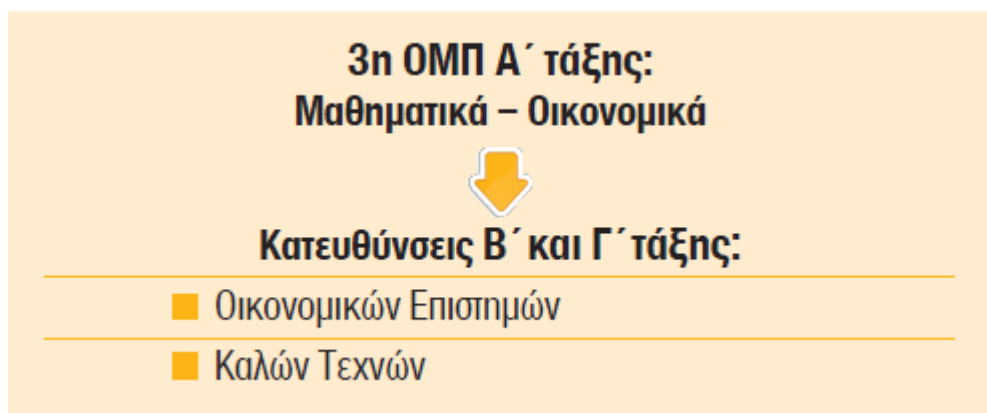 3η ΟΜΠ Α΄ τάξης:
Μαθηματικά – Οικονομικά
Κατευθύνσεις Β΄ και Γ΄ τάξης:
Οικονομικών Επιστημών
Καλών Τεχνών